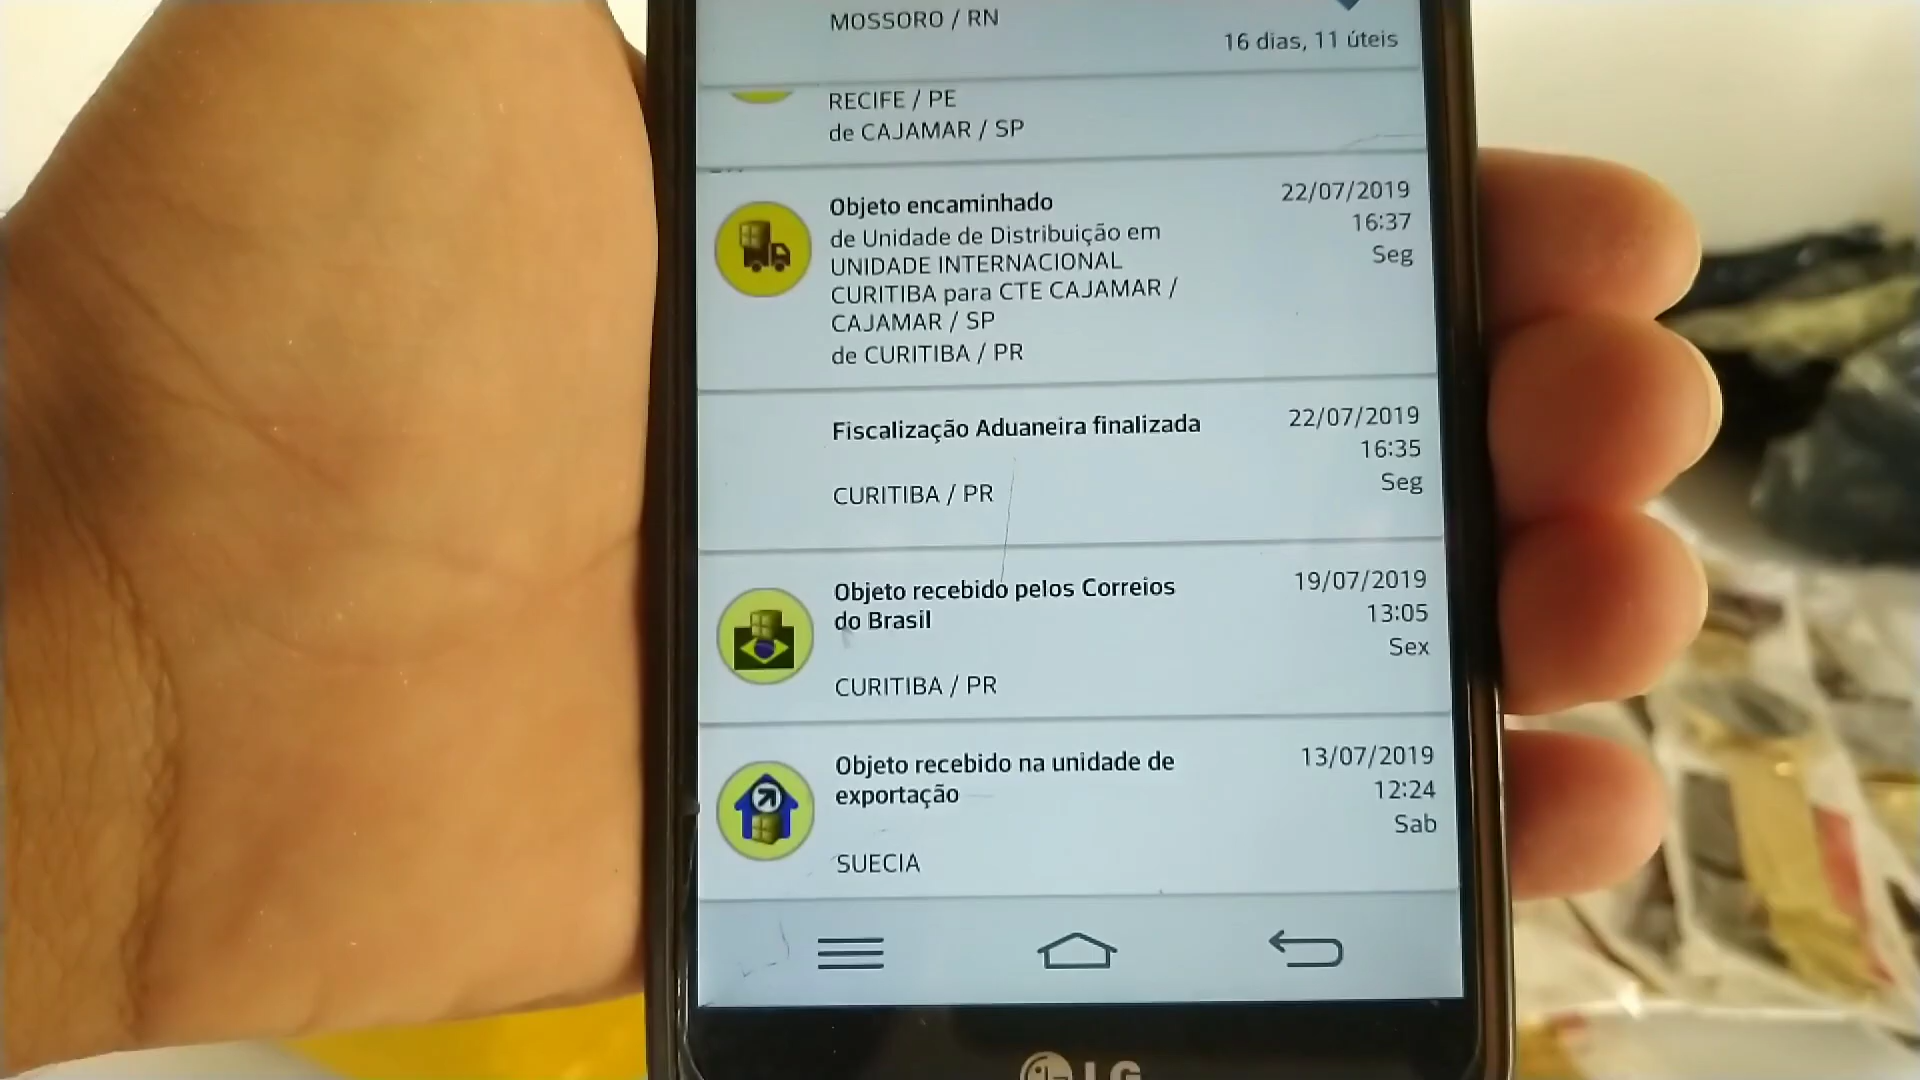 MOSSORO / RN
16 dias, 11 úteis
RECIFE / PE
de CAJAMAR / SP
Objeto encaminhado
22/07/2019
de Unidade de Distribuição em
16:37
UNIDADE INTERNACIONAL
Seg
CURITIBA para CTE CAJAMAR /
CAJAMAR / SP
de CURITIBA / PR
Fiscalização Aduaneira finalizada
22/07/2019
16:35
CURITIBA / PR
Seg
Objeto recebido pelos Correios
19/07/2019
do Brasil
13:05
Sex
CURITIBA / PR
Objeto recebido na unidade de
13/07/2019
exportação
12:24
Sab
SUECIA
LG